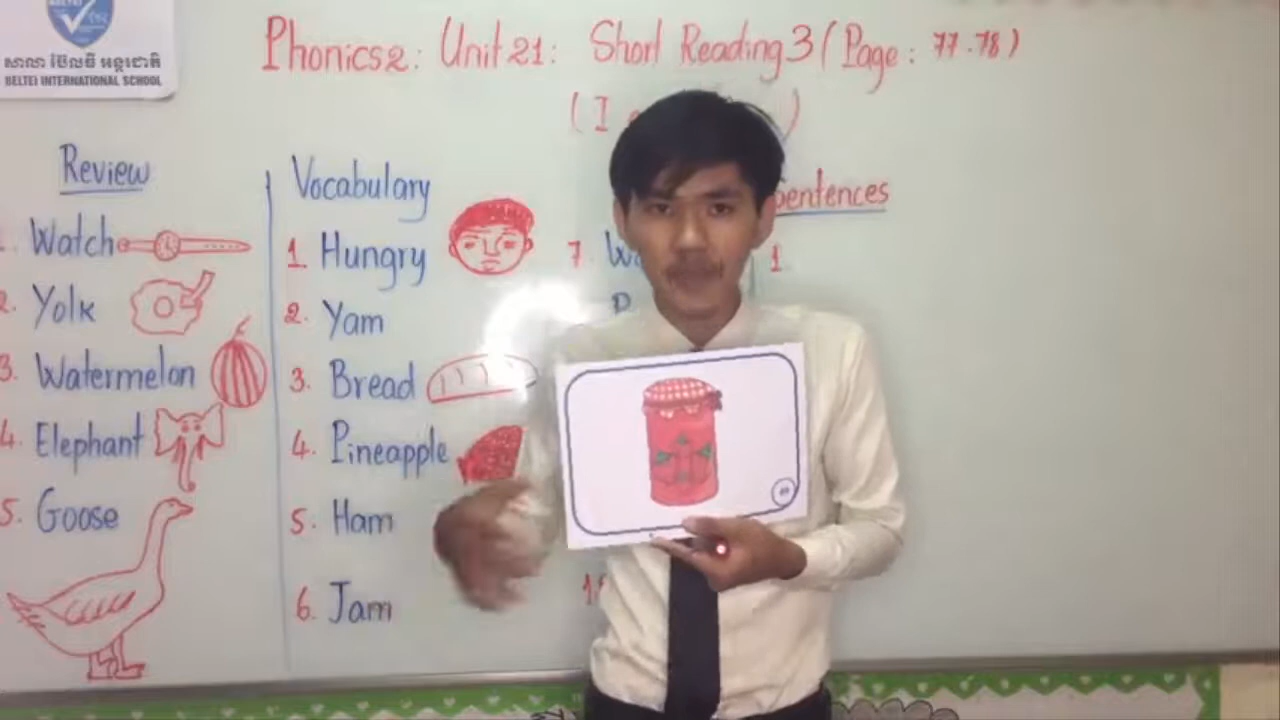 សាលា ប៊ែលធី អន្តរជាតិ
BELTEI INTERNATIONAL SCHOOL
Phonics2: Unit21: Short Reading3 (Page: 77-78)
(I
Review
Watch
2. Yolk
3. Watermelon
4. Elephant
5. Goose
Vocabulary
1. Hungry
2. Yam
3. Bread
4. Pineapple
5. Ham
6. Jam
7.
Sentences
1.